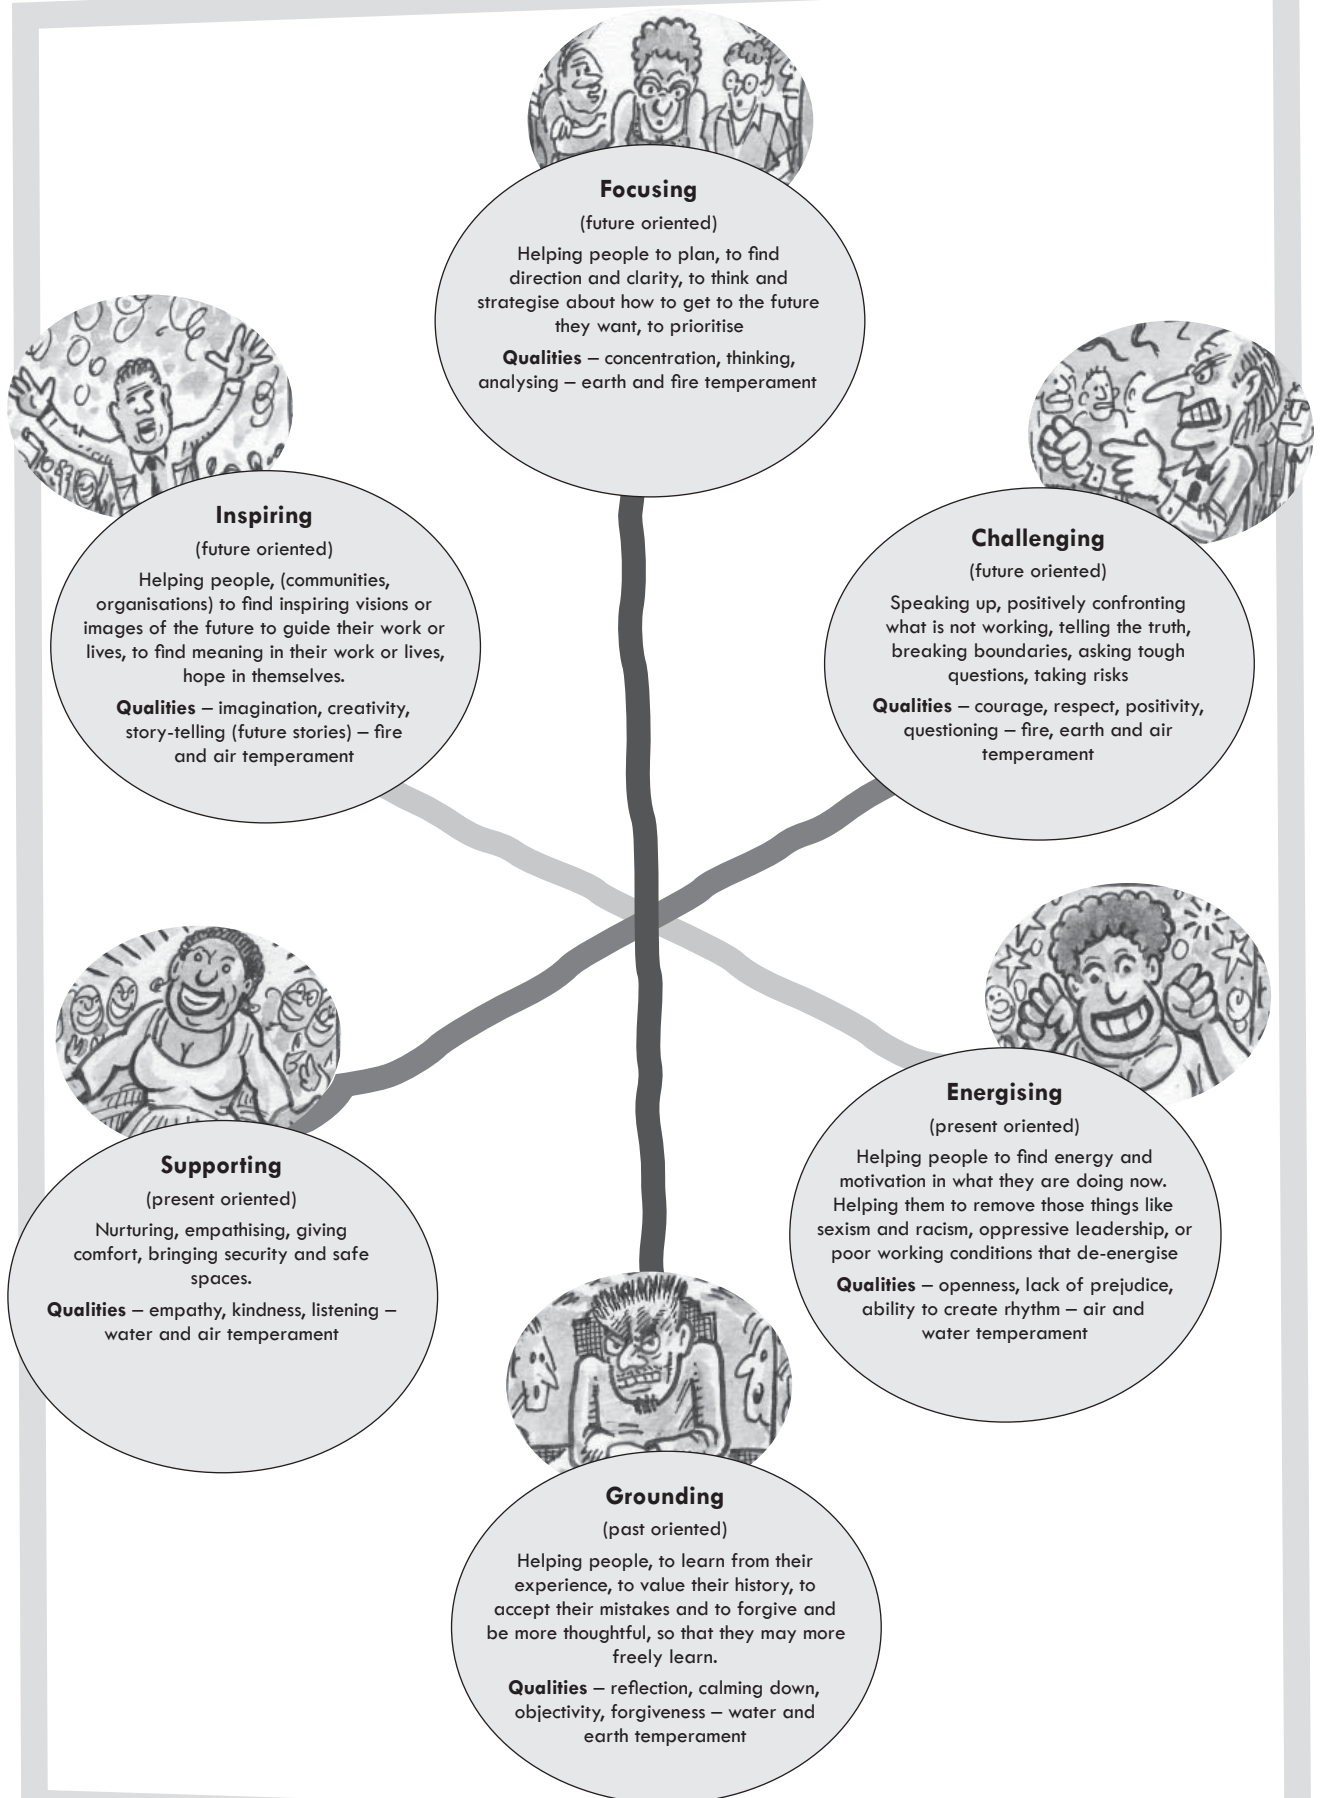 Focusing
(future oriented)
Helping people to plan, to find
direction and clarity, to think and
strategise about how to get to the future
they want, to prioritise
Qualities – concentration, thinking,
analysing – earth and fire temperament
Inspiring
(future oriented)
Helping people, (communities,
organisations) to find inspiring visions or
images of the future to guide their work or
lives, to find meaning in their work or lives,
hope in themselves.
Qualities – imagination, creativity,
story-telling (future stories) – fire
and air temperament
Challenging
(future oriented)
Speaking up, positively confronting
what is not working, telling the truth,
breaking boundaries, asking tough
questions, taking risks
Qualities – courage, respect, positivity,
questioning – fire, earth and air
temperament
Supporting
(present oriented)
Nurturing, empathising, giving
comfort, bringing security and safe
spaces.
Qualities – empathy, kindness, listening –
water and air temperament
Energising
(present oriented)
Helping people to find energy and
motivation in what they are doing now.
Helping them to remove those things like
sexism and racism, oppressive leadership, or
poor working conditions that de-energise
Qualities – openness, lack of prejudice,
ability to create rhythm – air and
water temperament
Grounding
(past oriented)
Helping people, to learn from their
experience, to value their history, to
accept their mistakes and to forgive and
be more thoughtful, so that they may more
freely learn.
Qualities – reflection, calming down,
objectivity, forgiveness – water and
earth temperament